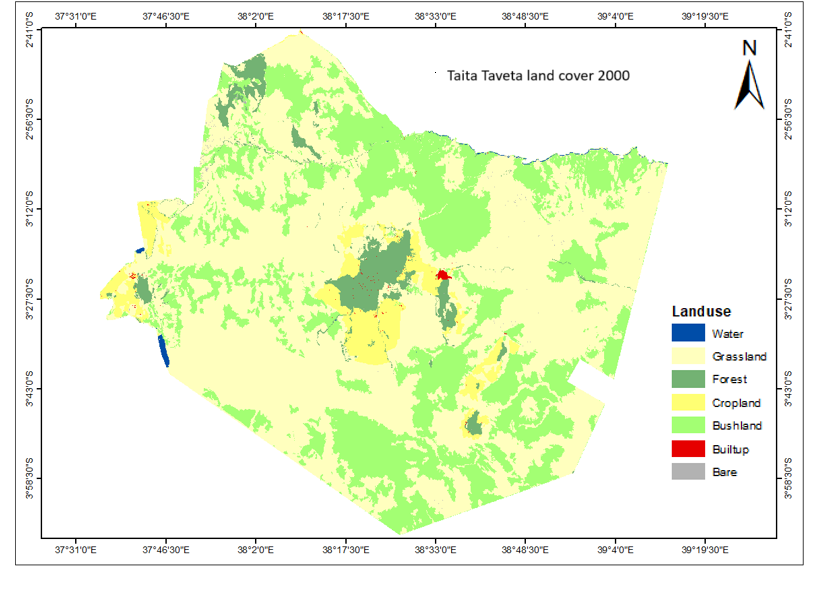 37°31'0"E 37°46'30"E 38°2'0"E 38°17'30"E 38°33'0"E 38°48'30"E 39°4'0"E 39°19'30"E
2°41'0"S 2°41'0"S
N
Taita Taveta land cover 2000
2°56'30"S 2°56'30"S
3°12'0"S 3°12'0"S
3°27'30"S 3°27'30"S
Landuse
Water
Grassland
Forest
3°43'0"S 3°43'0"S
Cropland
Bushland
Builtup
Bare
3°58'30"S 3°58'30"S
37°31'0"E 37°46'30"E 38°2'0"E 38°17'30"E 38°33'0"E 38°48'30"E 39°4'0"E 39°19'30"E